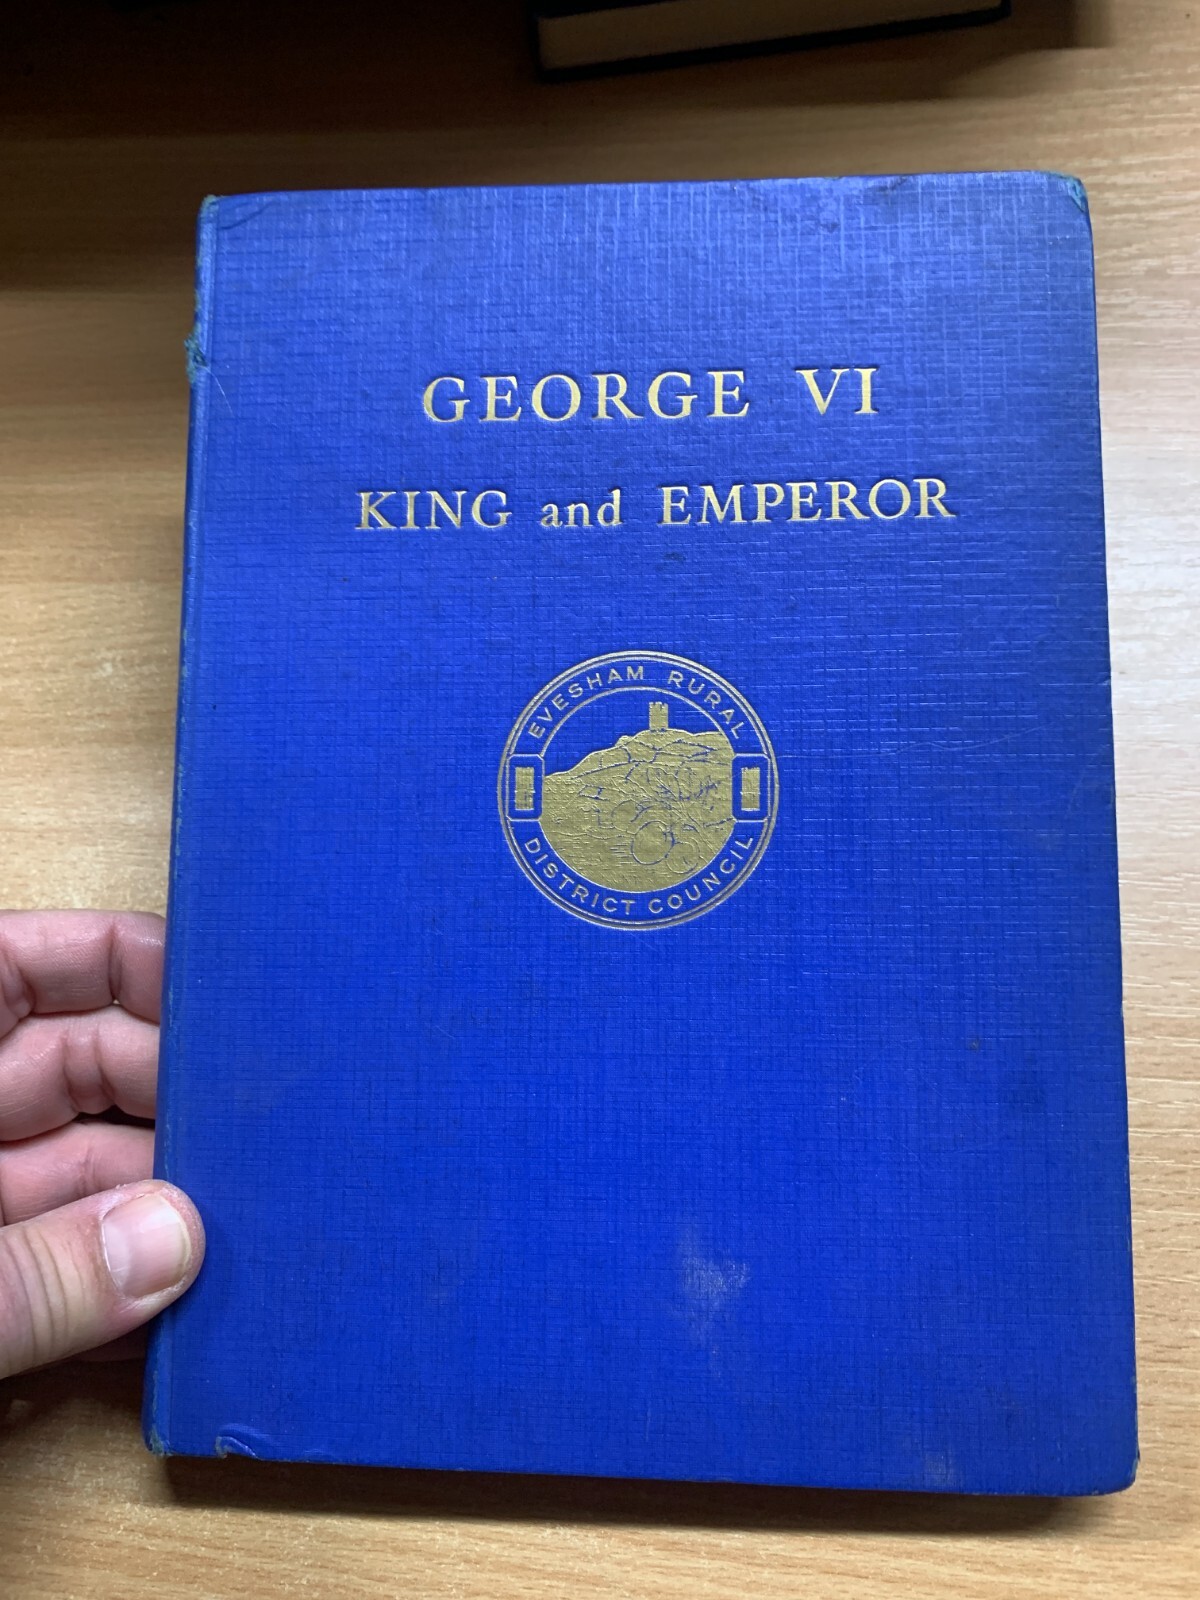 GEORGE VI
KING and EMPEROR
EVESHAM RURAL
DISTRICT COUNCIL